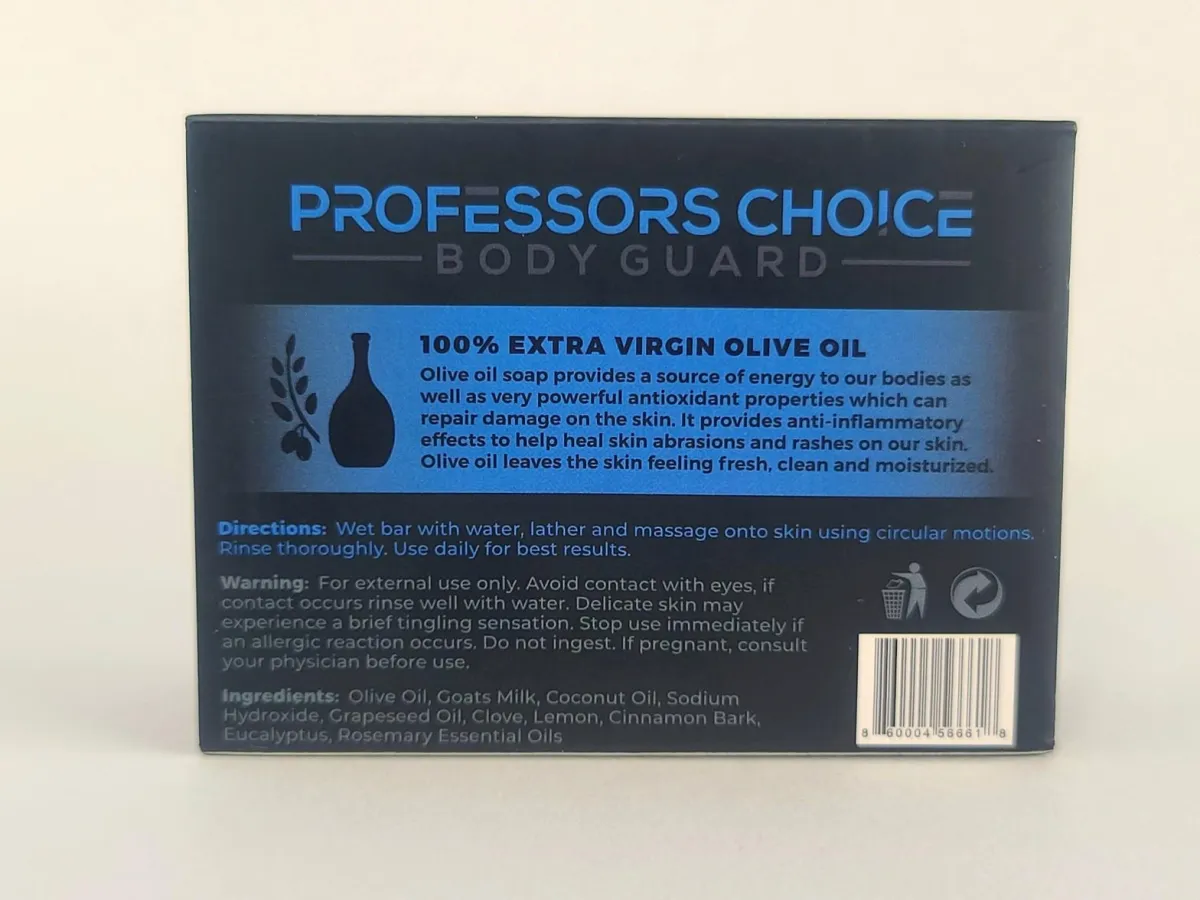 PROFESSORS CHOICE
BODY GUARD
100% EXTRA VIRGIN OLIVE OIL
Olive oil soap provides a source of energy to our bodies as
well as very powerful antioxidant properties which can
repair damage on the skin. It provides anti-inflammatory
effects to help heal skin abrasions and rashes on our skin.
Olive oil leaves the skin feeling fresh, clean and moisturized.
Directions: Wet bar with water, lather and massage onto skin using circular motions.
Rinse thoroughly. Use daily for best results.
Warning: For external use only. Avoid contact with eyes, if
contact occurs rinse well with water. Delicate skin may
experience a brief tingling sensation. Stop use immediately if
an allergic reaction occurs. Do not ingest. If pregnant, consult
your physician before use.
Ingredients: Olive Oil, Goats Milk, Coconut Oil, Sodium
Hydroxide, Grapeseed Oil, Clove, Lemon, Cinnamon Bark,
Eucalyptus, Rosemary Essential Oils
8 60004 56661 8